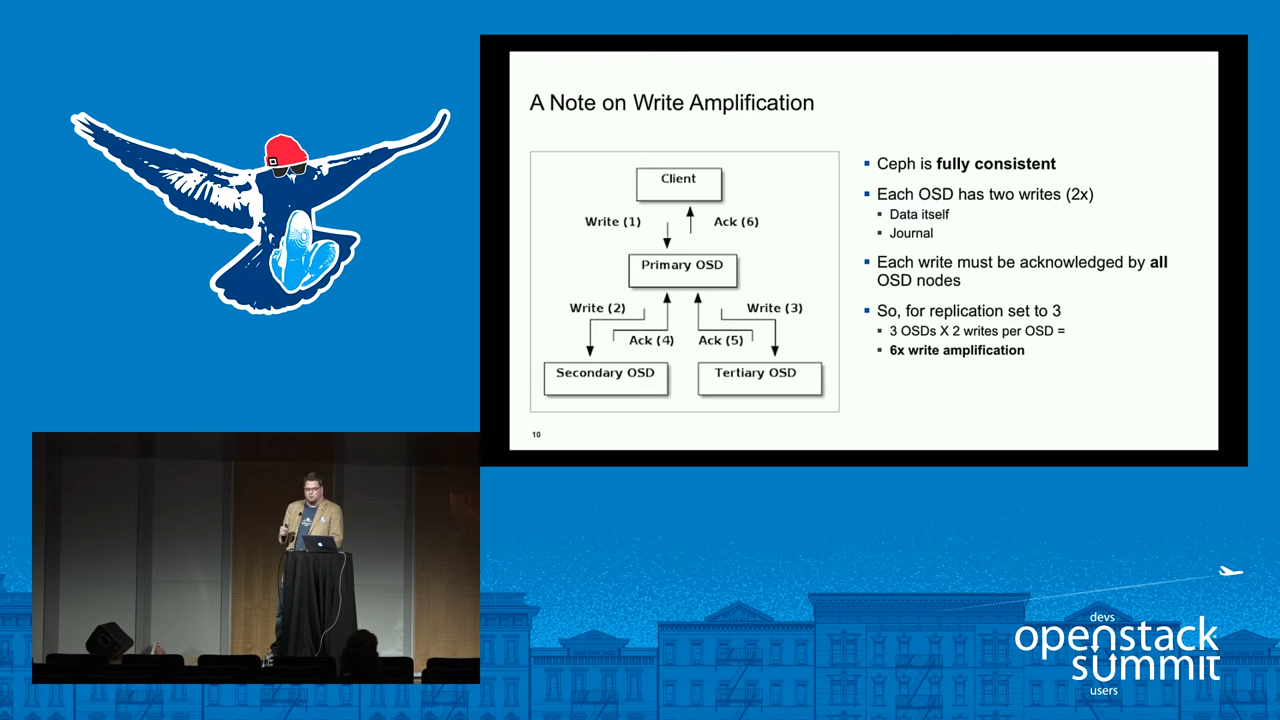 A Note on Write Amplification
Client
Write (1)
Ack (6)
Primary OSD
Write (2)
Write (3)
Ack (4)
Ack (5)
Secondary OSD
Tertiary OSD
Ceph is fully consistent
Each OSD has two writes (2x)
Data itself
Journal
Each write must be acknowledged by all
OSD nodes
So, for replication set to 3
3 OSDs X 2 writes per OSD =
6x write amplification
10
devs
openstack
summit
users